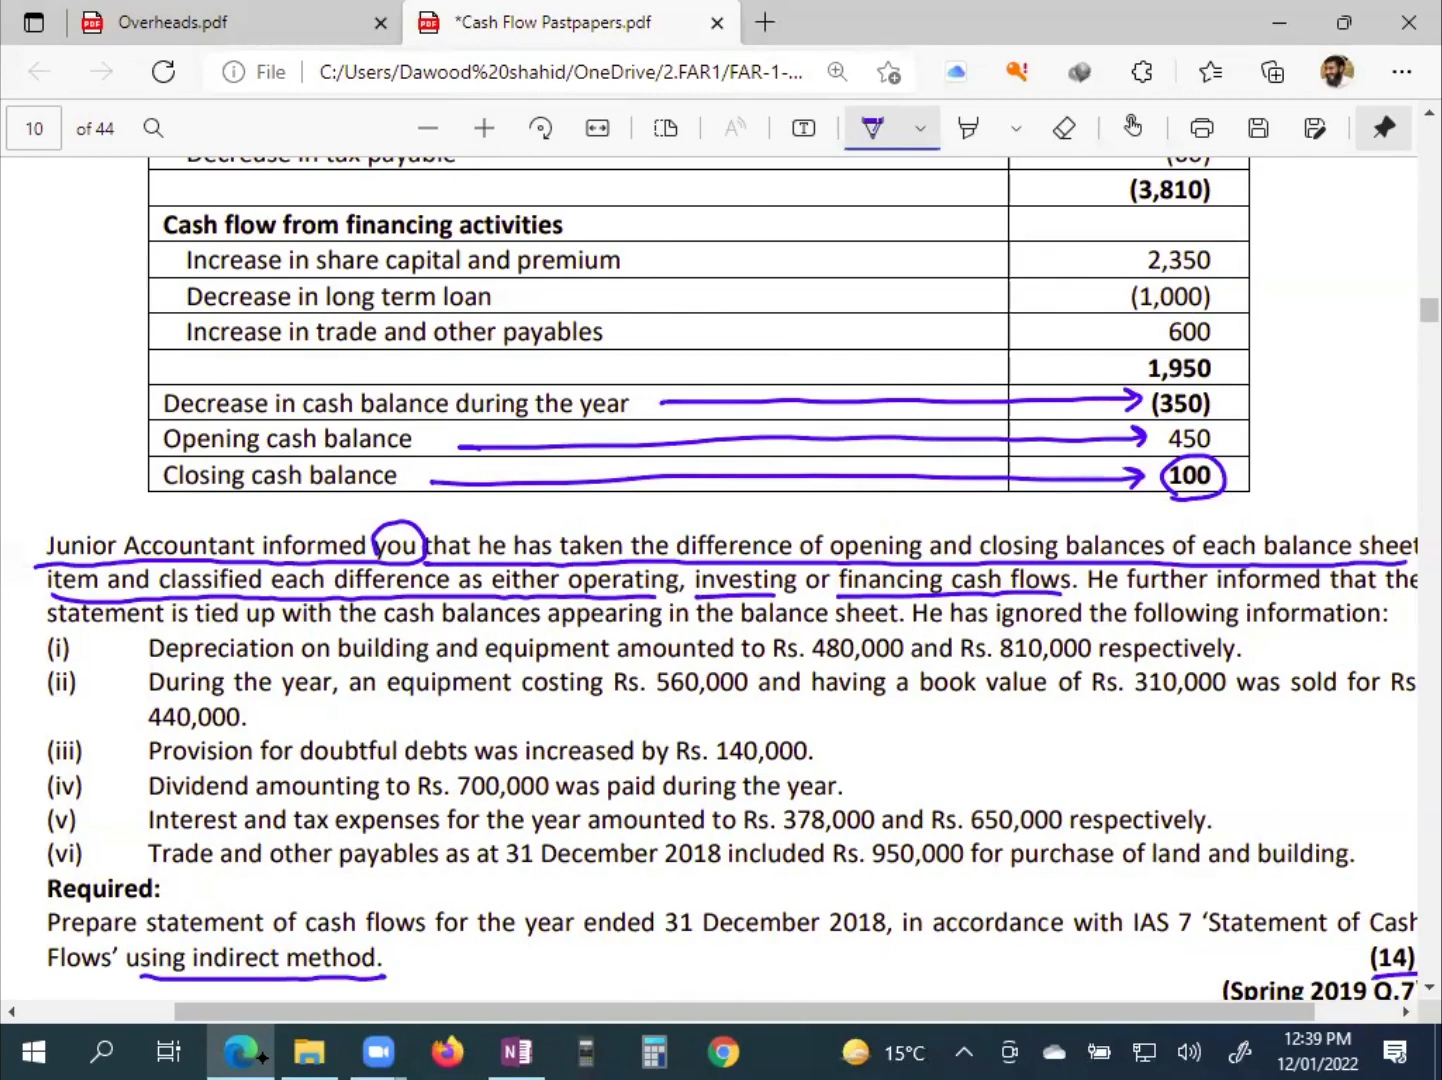 Overheads.pdf
*Cash Flow Pastpapers.pdf
File
C:/Users/Dawood%20shahid/OneDrive/2.FAR1/FAR-1-...
10 of 44
Decrease in tax payable
(3,810)
Cash flow from financing activities
Increase in share capital and premium 2,350
Decrease in long term loan (1,000)
Increase in trade and other payables 600
1,950
Decrease in cash balance during the year (350)
Opening cash balance 450
Closing cash balance 100
Junior Accountant informed you that he has taken the difference of opening and closing balances of each balance sheet
item and classified each difference as either operating, investing or financing cash flows. He further informed that the
statement is tied up with the cash balances appearing in the balance sheet. He has ignored the following information:
(i) Depreciation on building and equipment amounted to Rs. 480,000 and Rs. 810,000 respectively.
(ii) During the year, an equipment costing Rs. 560,000 and having a book value of Rs. 310,000 was sold for Rs
440,000.
(iii) Provision for doubtful debts was increased by Rs. 140,000.
(iv) Dividend amounting to Rs. 700,000 was paid during the year.
(v) Interest and tax expenses for the year amounted to Rs. 378,000 and Rs. 650,000 respectively.
(vi) Trade and other payables as at 31 December 2018 included Rs. 950,000 for purchase of land and building.
Required:
Prepare statement of cash flows for the year ended 31 December 2018, in accordance with IAS 7 ‘Statement of Cash
Flows’ using indirect method. (14)
(Spring 2019 Q.7
15°C
12:39 PM
12/01/2022